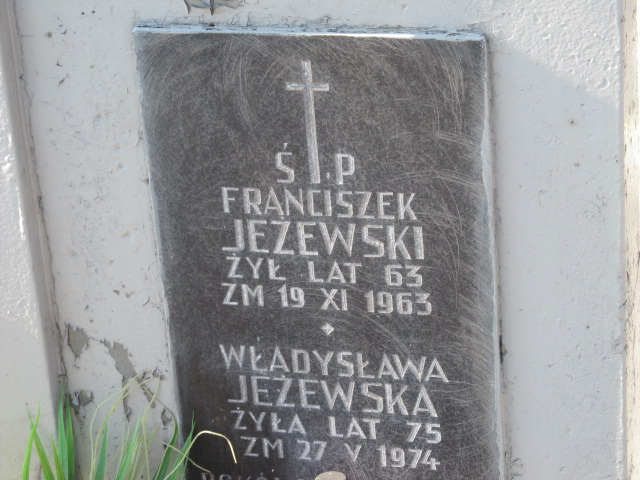 Ś P
FRANCISZEK
JEŻEWSKI
ŻYŁ LAT 63
ZM 19 XI 1963
WŁADYSŁAWA
JEŻEWSKA
ŻYŁA LAT 75
ZM 27 V 1974